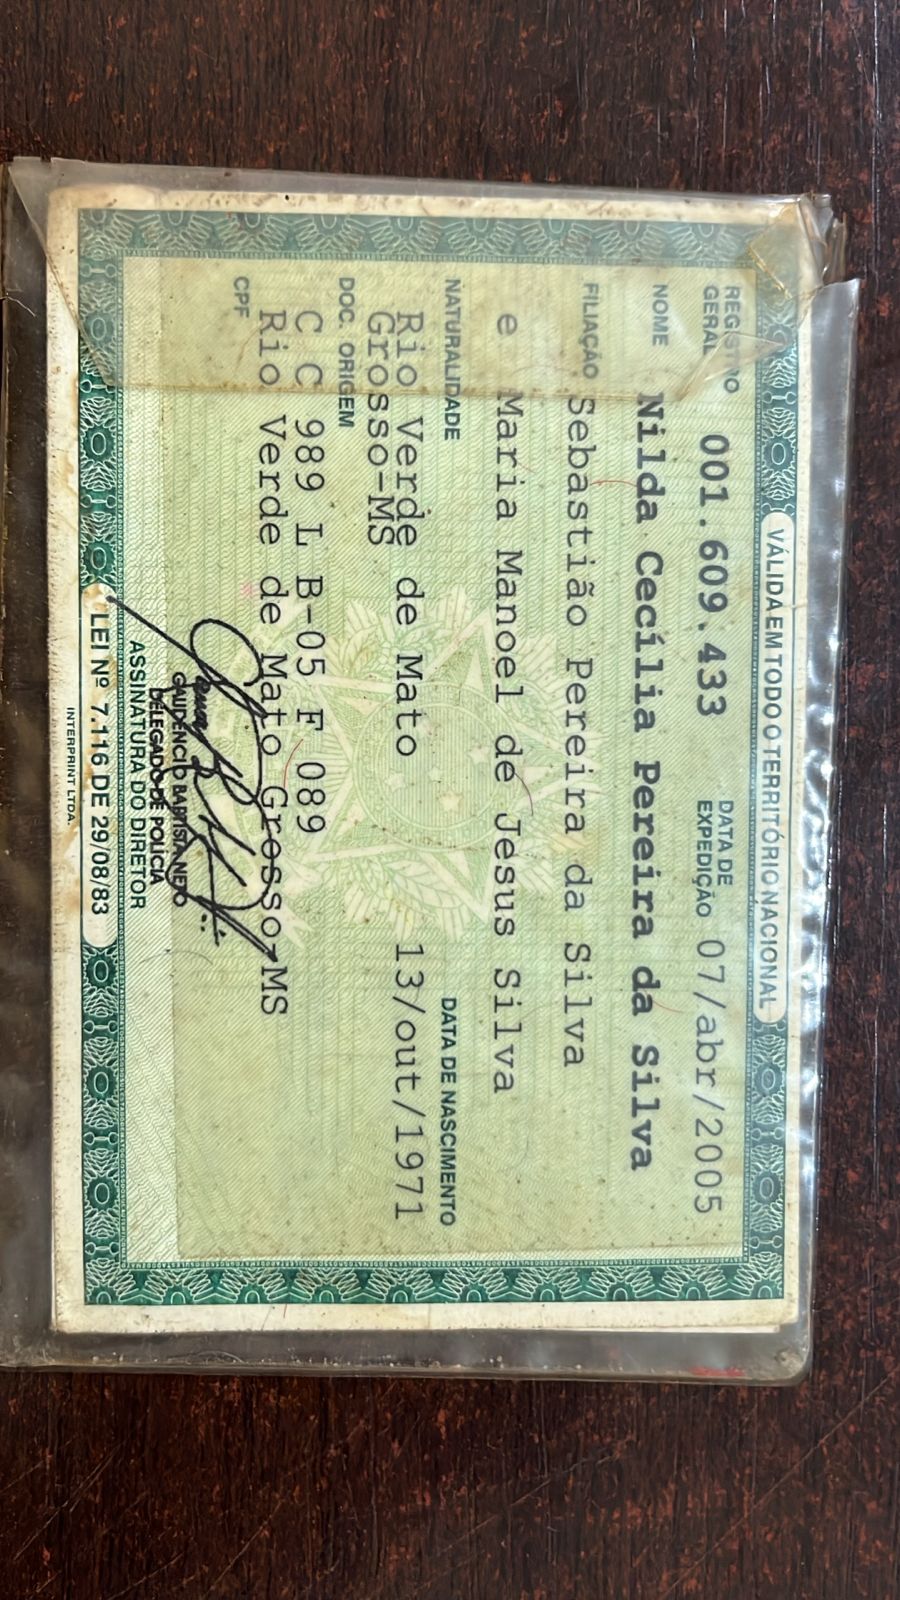 VÁLIDA EM TODO O TERRITÓRIO NACIONAL
REGISTRO GERAL 001.609.433 DATA DE EXPEDIÇÃO 07/abr/2005
NOME Nilda Cecília Pereira da Silva
FILIAÇÃO Sebastião Pereira da Silva
e Maria Manoel de Jesus Silva
NATURALIDADE DATA DE NASCIMENTO
Rio Verde de Mato 13/out/1971
Grosso-MS
DOC. ORIGEM
C C 989 L B-05 F 089
Rio Verde de Mato Grosso MS
CPF
GAUDÊNCIO BAPTISTA NETO
DELEGADO DE POLÍCIA
ASSINATURA DO DIRETOR
LEI Nº 7.116 DE 29/08/83
INTERPRINT LTDA.